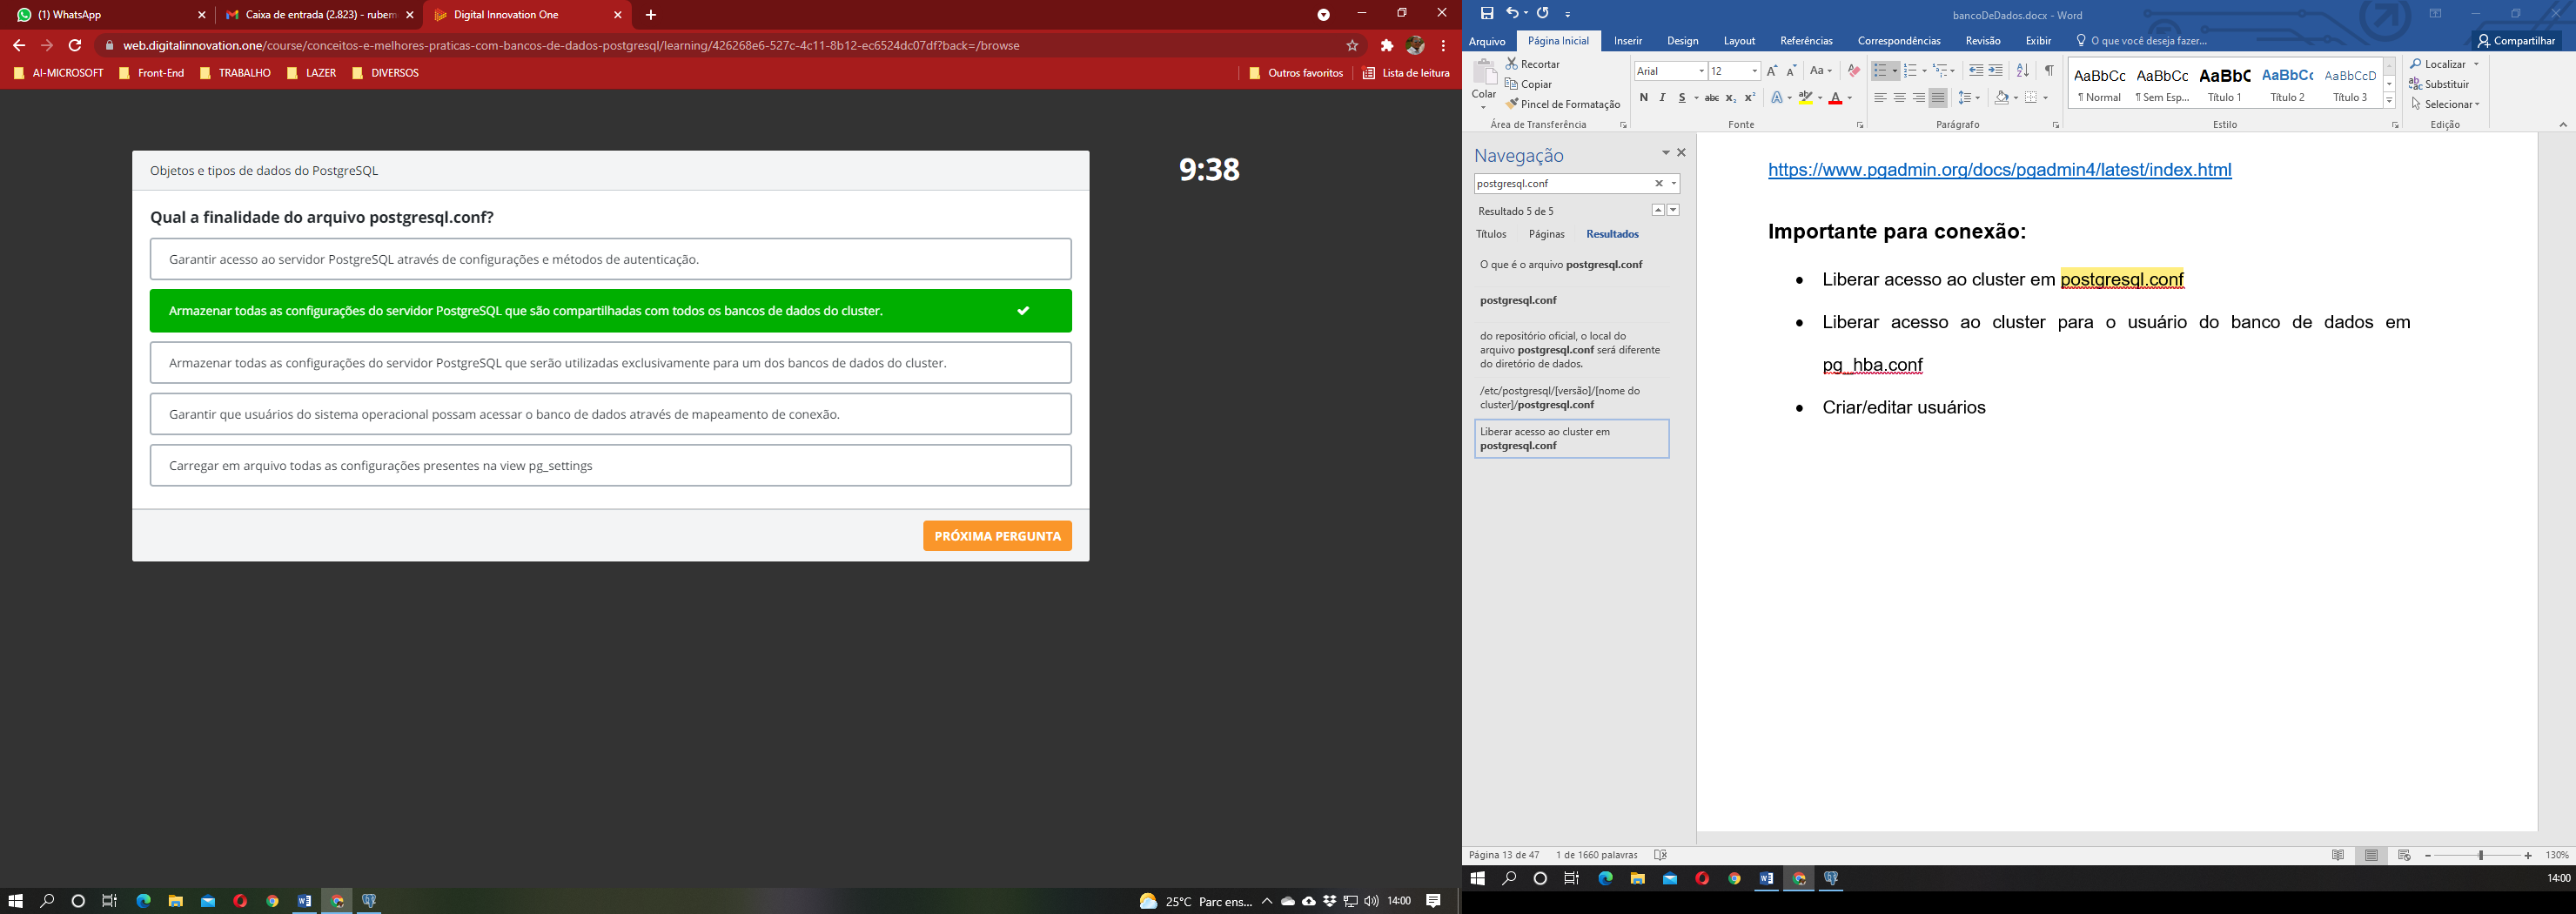 (1) WhatsApp
Caixa de entrada (2.823) - rubem
Digital Innovation One
web.digitalinnovation.one/course/conceitos-e-melhores-praticas-com-bancos-de-dados-postgresql/learning/426268e6-527c-4c11-8b12-ec6524dc07df?back=/browse
AI-MICROSOFT
Front-End
TRABALHO
LAZER
DIVERSOS
Outros favoritos
Lista de leitura
Objetos e tipos de dados do PostgreSQL
9:38
Qual a finalidade do arquivo postgresql.conf?
Garantir acesso ao servidor PostgreSQL através de configurações e métodos de autenticação.
Armazenar todas as configurações do servidor PostgreSQL que são compartilhadas com todos os bancos de dados do cluster.
Armazenar todas as configurações do servidor PostgreSQL que serão utilizadas exclusivamente para um dos bancos de dados do cluster.
Garantir que usuários do sistema operacional possam acessar o banco de dados através de mapeamento de conexão.
Carregar em arquivo todas as configurações presentes na view pg_settings
PRÓXIMA PERGUNTA
25°C Parc ens...
14:00
bancoDeDados.docx - Word
Arquivo
Página Inicial
Inserir
Design
Layout
Referências
Correspondências
Revisão
Exibir
O que você deseja fazer...
Compartilhar
Colar
Recortar
Copiar
Pincel de Formatação
Área de Transferência
Arial
12
Aa
N I S abc x₂ x²
Fonte
Parágrafo
AaBbCc
¶ Normal
AaBbCc
¶ Sem Esp...
AaBbC
Título 1
AaBbCc
Título 2
AaBbCcD
Título 3
Estilo
Localizar
Substituir
Selecionar
Edição
Navegação
postgresql.conf
Resultado 5 de 5
Títulos
Páginas
Resultados
O que é o arquivo postgresql.conf
postgresql.conf
do repositório oficial, o local do
arquivo postgresql.conf será diferente
do diretório de dados.
/etc/postgresql/[versão]/[nome do
cluster]/postgresql.conf
Liberar acesso ao cluster em
postgresql.conf
https://www.pgadmin.org/docs/pgadmin4/latest/index.html
Importante para conexão:
• Liberar acesso ao cluster em postgresql.conf
• Liberar acesso ao cluster para o usuário do banco de dados em
pg_hba.conf
• Criar/editar usuários
Página 13 de 47
1 de 1660 palavras
130%
14:00